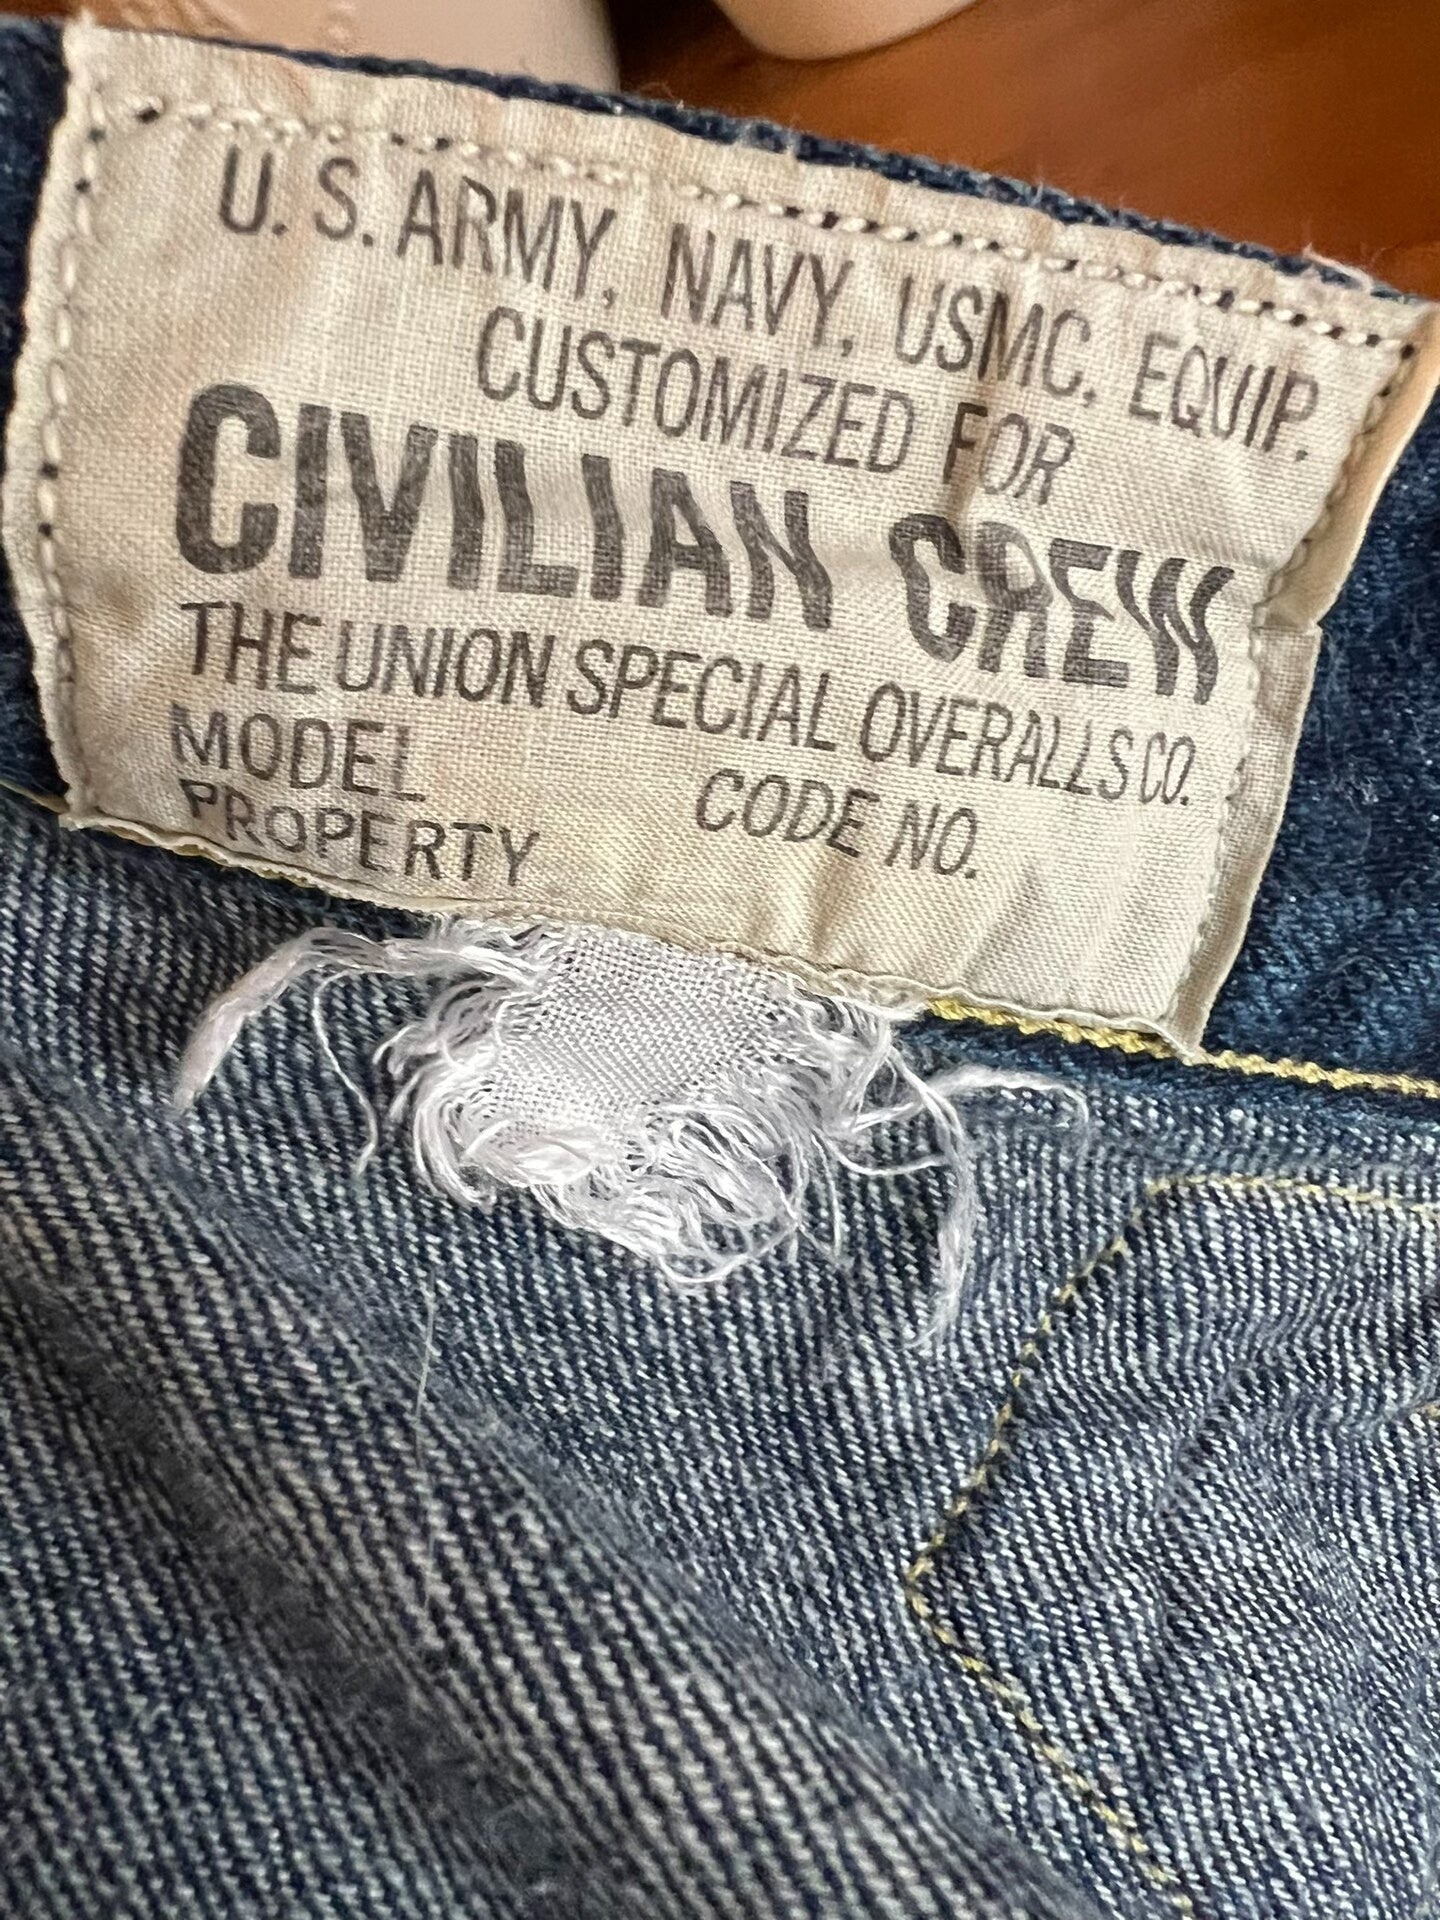 U. S. ARMY, NAVY, USMC, EQUIP.
CUSTOMIZED FOR
CIVILIAN CREW
THE UNION SPECIAL OVERALLS CO.
MODEL CODE NO.
PROPERTY